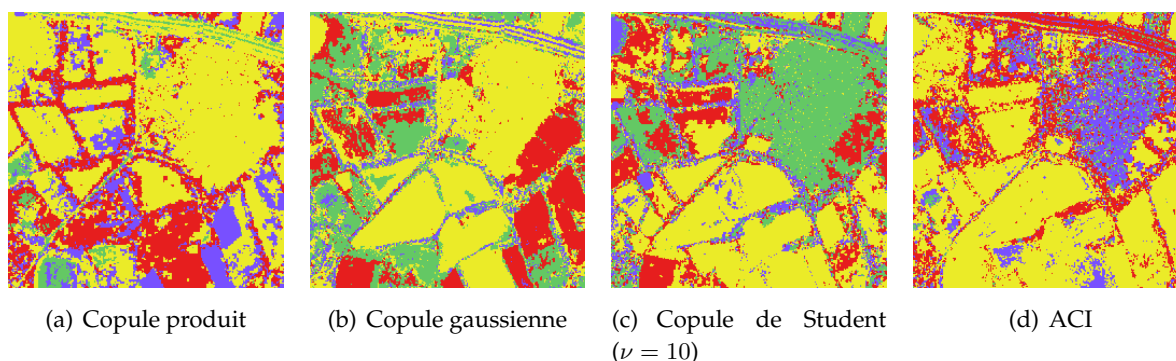 (a) Copule produit
(b) Copule gaussienne
(c) Copule de Student
(ν = 10)
(d) ACI